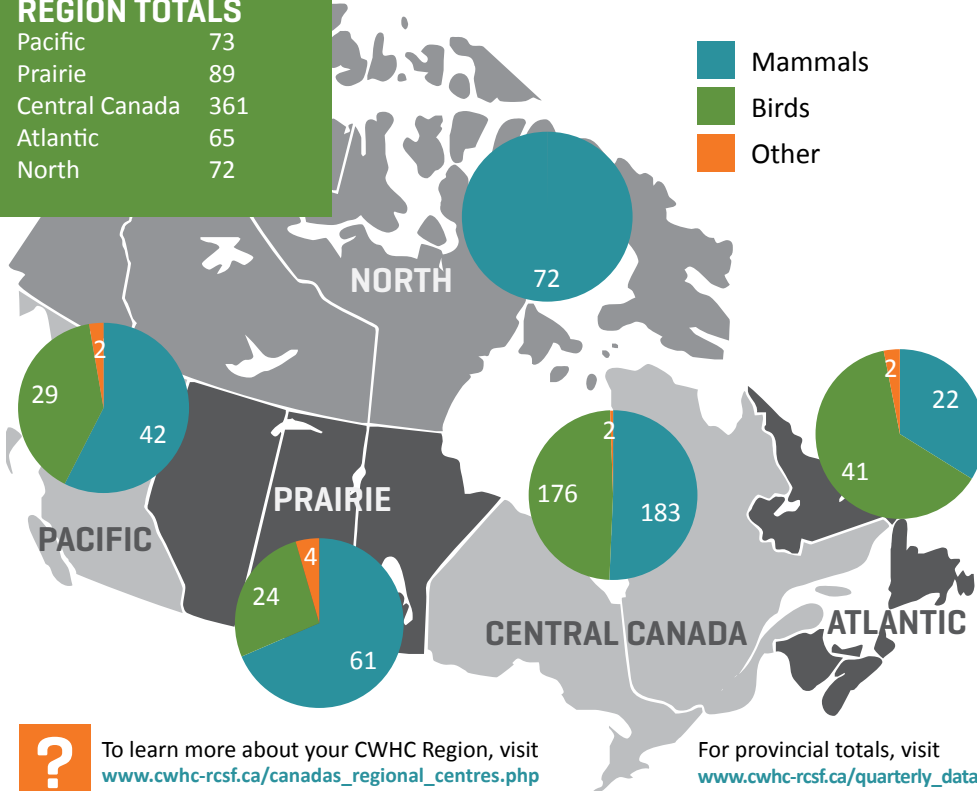 REGION TOTALS
Pacific 73
Prairie 89
Central Canada 361
Atlantic 65
North 72
Mammals
Birds
Other
NORTH
72
2
29
42
PACIFIC
PRAIRIE
4
24
61
2
176
183
CENTRAL CANADA
2
22
41
ATLANTIC
?
To learn more about your CWHC Region, visit
www.cwhc-rcsf.ca/canadas_regional_centres.php
For provincial totals, visit
www.cwhc-rcsf.ca/quarterly_data